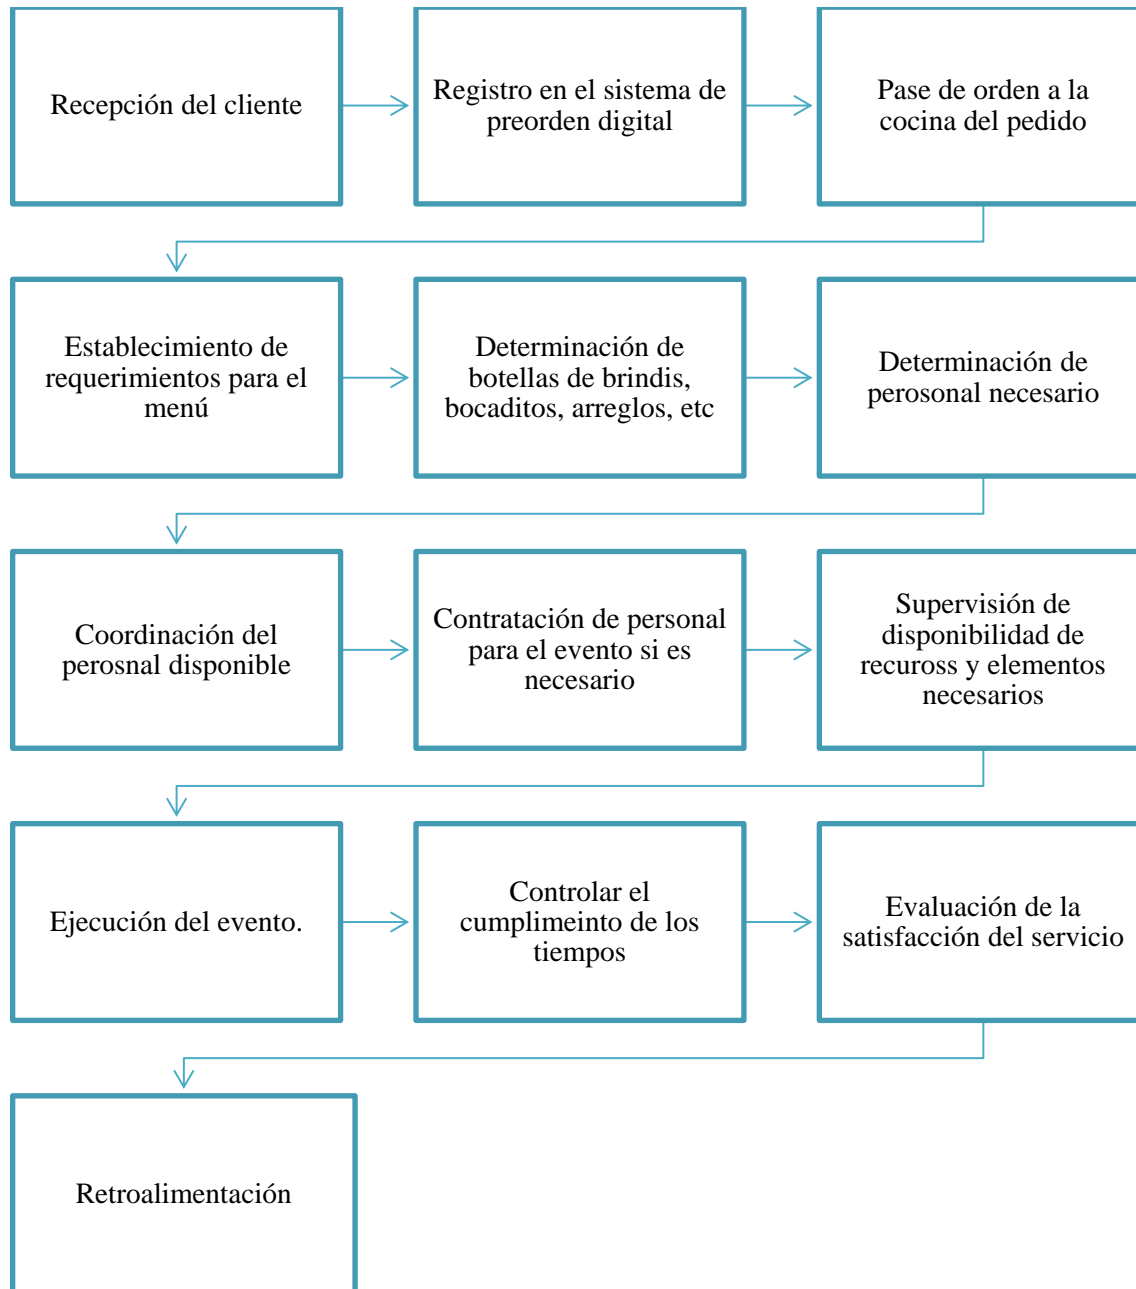 Recepción del cliente
Registro en el sistema de
preorden digital
Pase de orden a la
cocina del pedido
Establecimiento de
requerimientos para el
menú
Determinación de
botellas de brindis,
bocaditos, arreglos, etc
Determinación de
perosonal necesario
Coordinación del
perosnal disponible
Contratación de personal
para el evento si es
necesario
Supervisión de
disponibilidad de
recuross y elementos
necesarios
Ejecución del evento.
Controlar el
cumplimeinto de los
tiempos
Evaluación de la
satisfacción del servicio
Retroalimentación